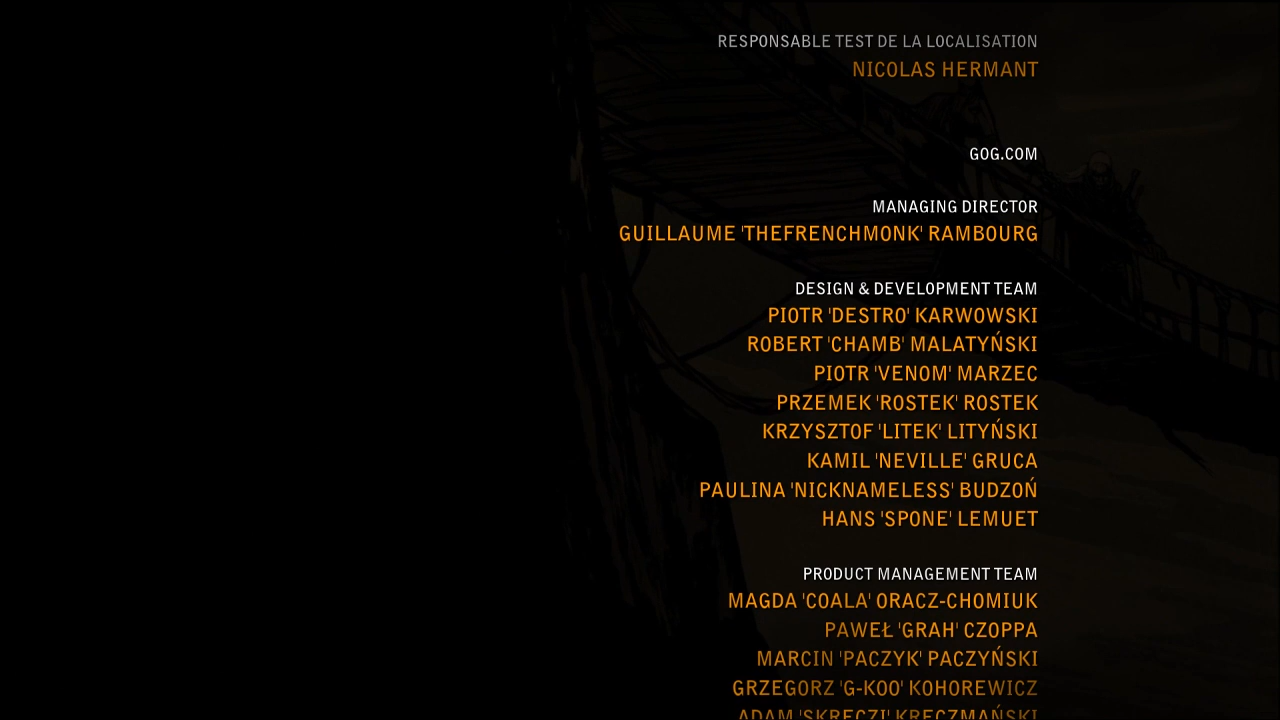 RESPONSABLE TEST DE LA LOCALISATION
NICOLAS HERMANT
GOG.COM
MANAGING DIRECTOR
GUILLAUME 'THEFRENCHMONK' RAMBOURG
DESIGN & DEVELOPMENT TEAM
PIOTR 'DESTRO' KARWOWSKI
ROBERT 'CHAMB' MALATYŃSKI
PIOTR 'VENOM' MARZEC
PRZEMEK 'ROSTEK' ROSTEK
KRZYSZTOF 'LITEK' LITYŃSKI
KAMIL 'NEVILLE' GRUCA
PAULINA 'NICKNAMELESS' BUDZOŃ
HANS 'SPONE' LEMUET
PRODUCT MANAGEMENT TEAM
MAGDA 'COALA' ORACZ-CHOMIUK
PAWEŁ 'GRAH' CZOPPA
MARCIN 'PACZYK' PACZYŃSKI
GRZEGORZ 'G-KOO' KOHOREWICZ
ADAM 'SKRECZI' KRECZMAŃSKI